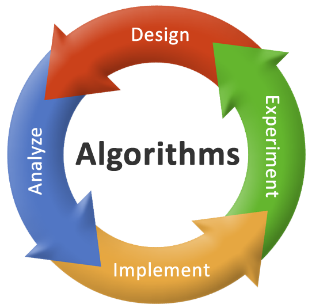 Design
Analyze
Algorithms
Experiment
Implement